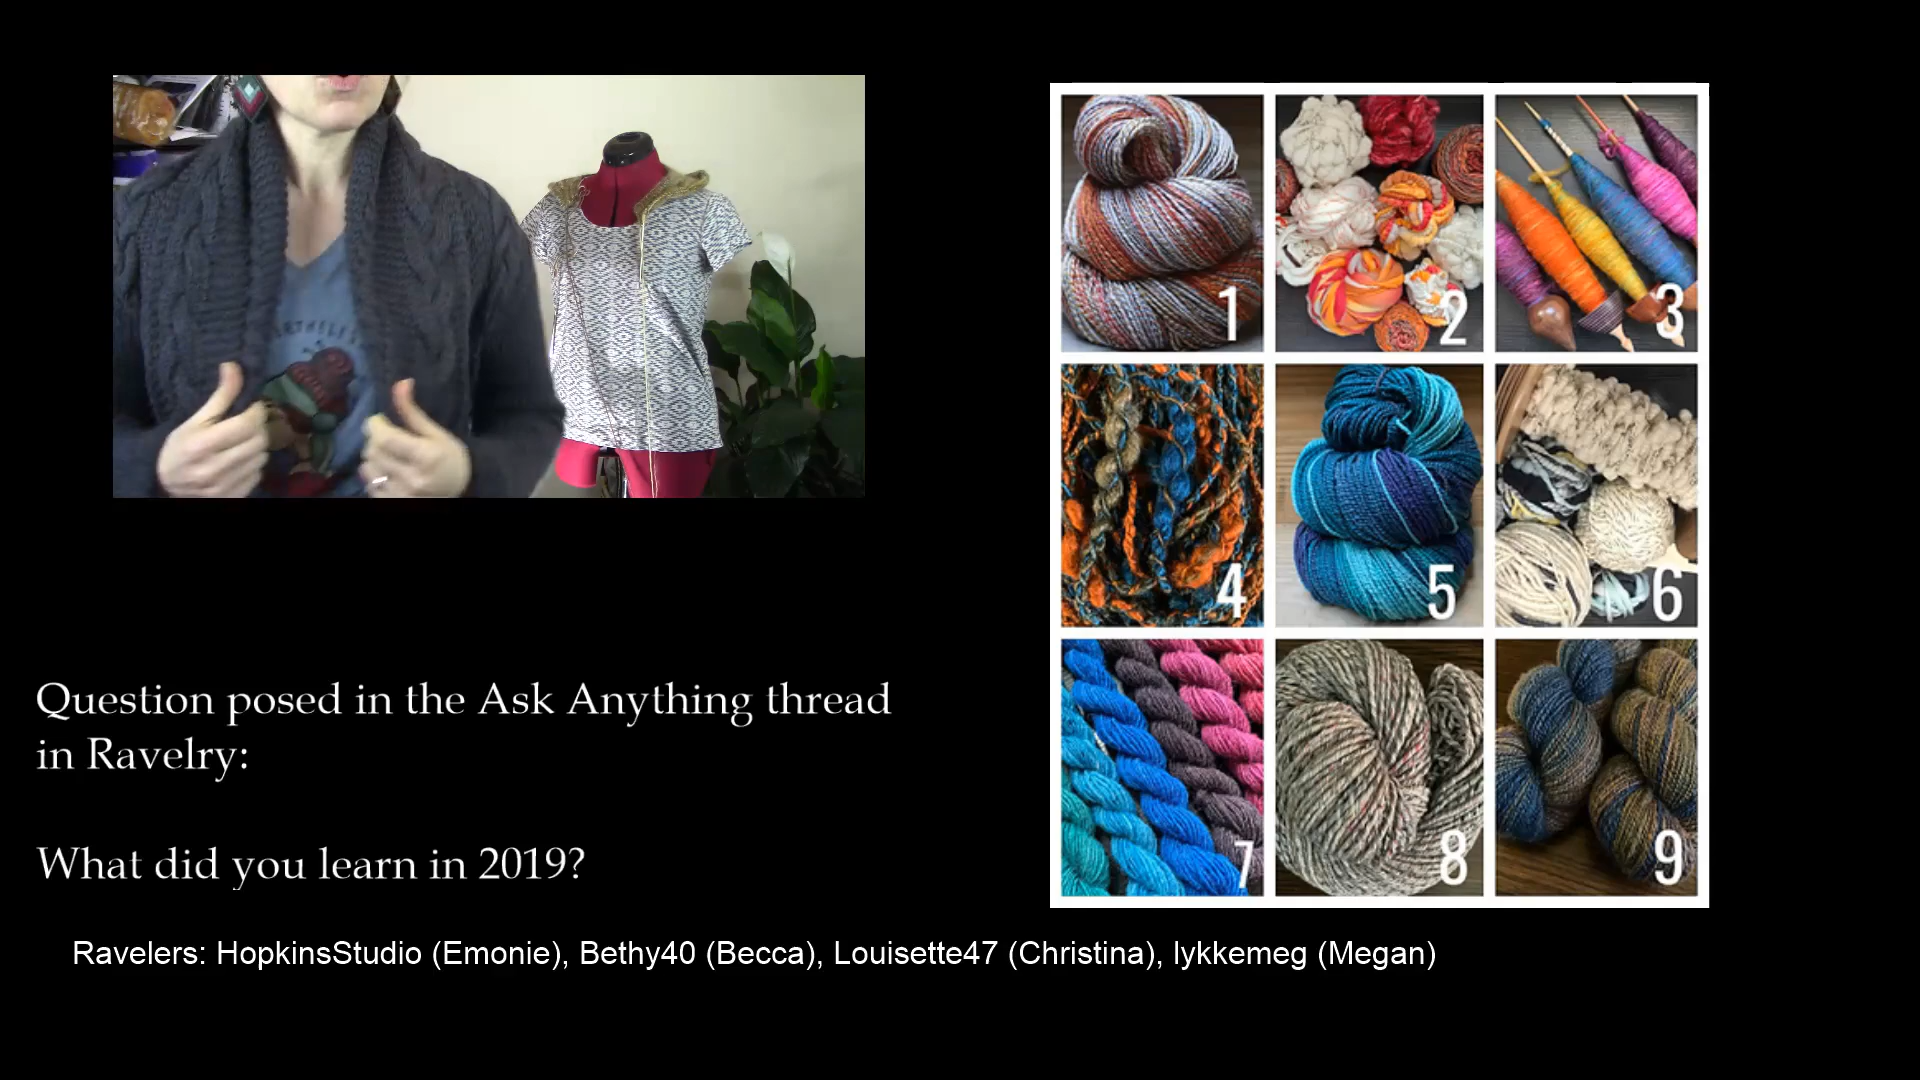 1
2
3
4
5
6
7
8
9
Question posed in the Ask Anything thread
in Ravelry:
What did you learn in 2019?
Ravelers: HopkinsStudio (Emonie), Bethy40 (Becca), Louisette47 (Christina), lykkemeg (Megan)